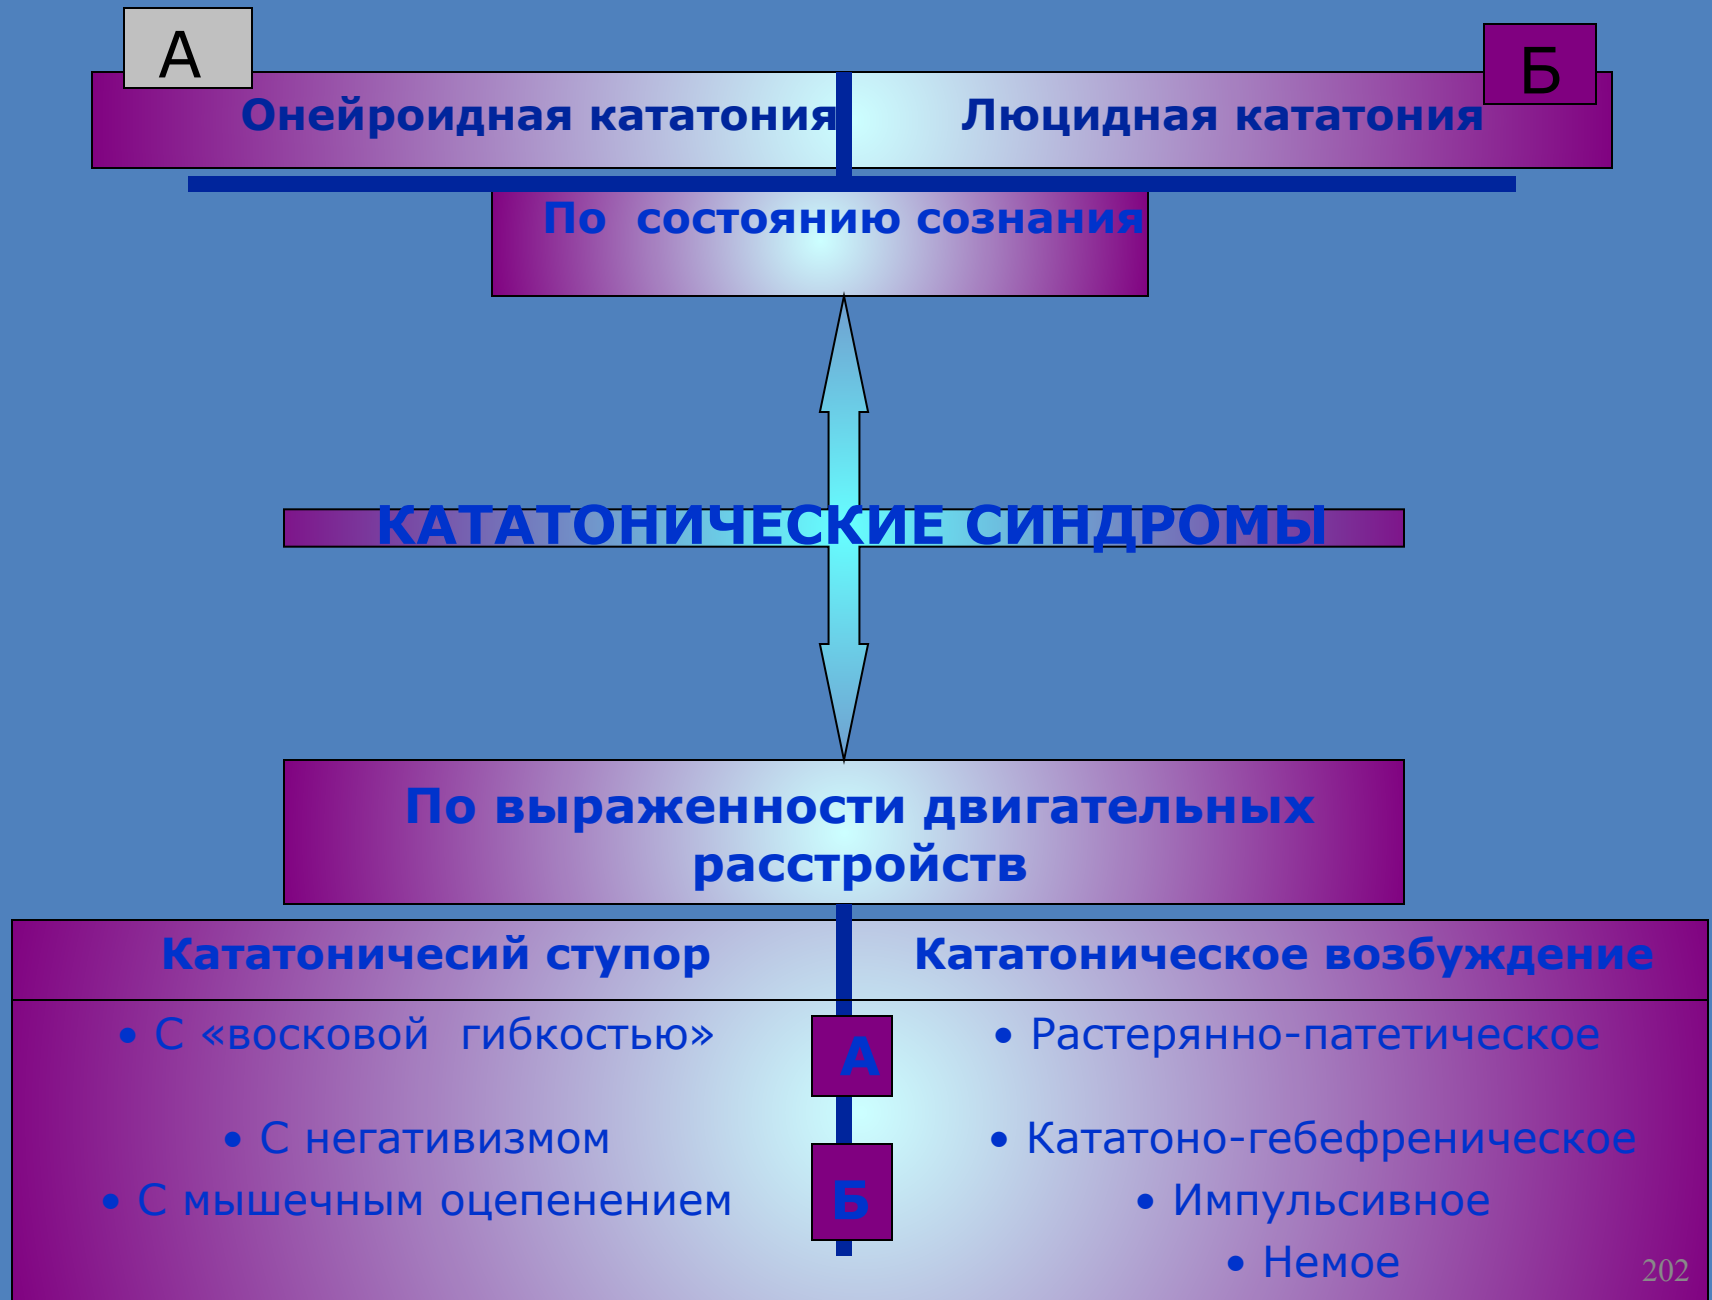 А
Б
Онейроидная кататония
Люцидная кататония
По состоянию сознания
КАТАТОНИЧЕСКИЕ СИНДРОМЫ
По выраженности двигательных
расстройств
Кататоничесий ступор
Кататоническое возбуждение
• С «восковой гибкостью»
А
• Растерянно-патетическое
• С негативизмом
• Кататоно-гебефреническое
• С мышечным оцепенением
Б
• Импульсивное
• Немое
202